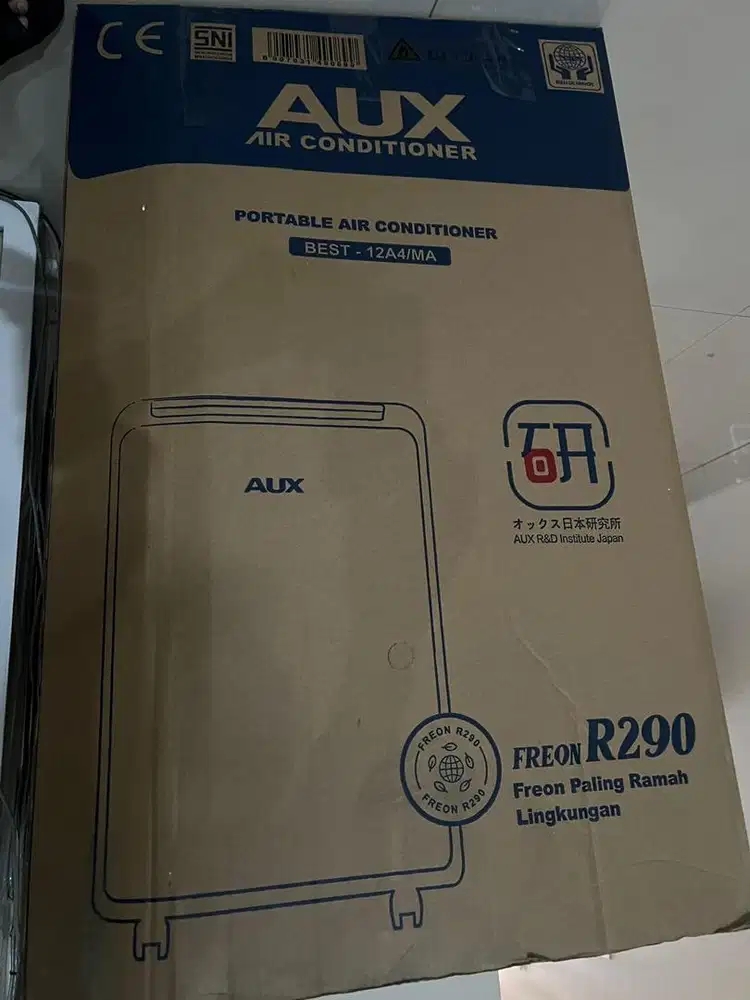 CE
SNI
AUX
AIR CONDITIONER
PORTABLE AIR CONDITIONER
BEST - 12A4/MA
AUX
研
オックス日本研究所
AUX R&D Institute Japan
FREON R290
FREON R290
FREON R290
Freon Paling Ramah
Lingkungan